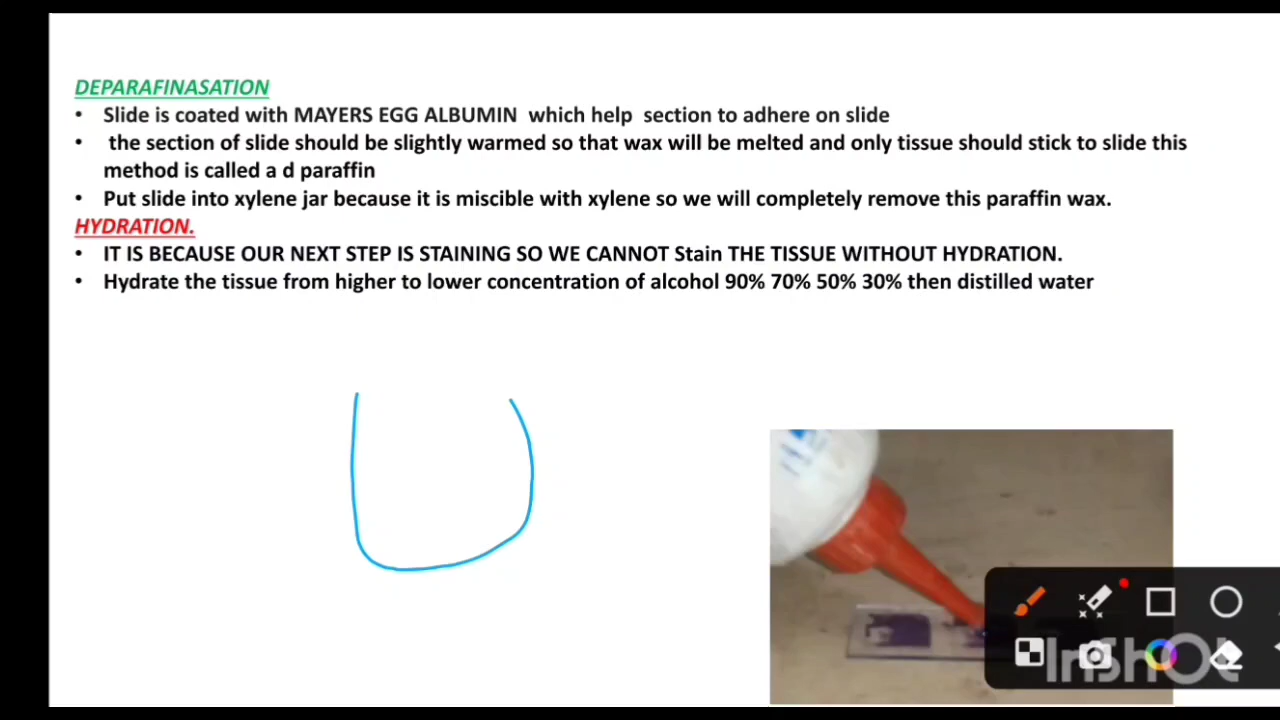 DEPARAFINASATION
• Slide is coated with MAYERS EGG ALBUMIN which help section to adhere on slide
• the section of slide should be slightly warmed so that wax will be melted and only tissue should stick to slide this
method is called a d paraffin
• Put slide into xylene jar because it is miscible with xylene so we will completely remove this paraffin wax.
HYDRATION.
• IT IS BECAUSE OUR NEXT STEP IS STAINING SO WE CANNOT Stain THE TISSUE WITHOUT HYDRATION.
• Hydrate the tissue from higher to lower concentration of alcohol 90% 70% 50% 30% then distilled water
InShOt